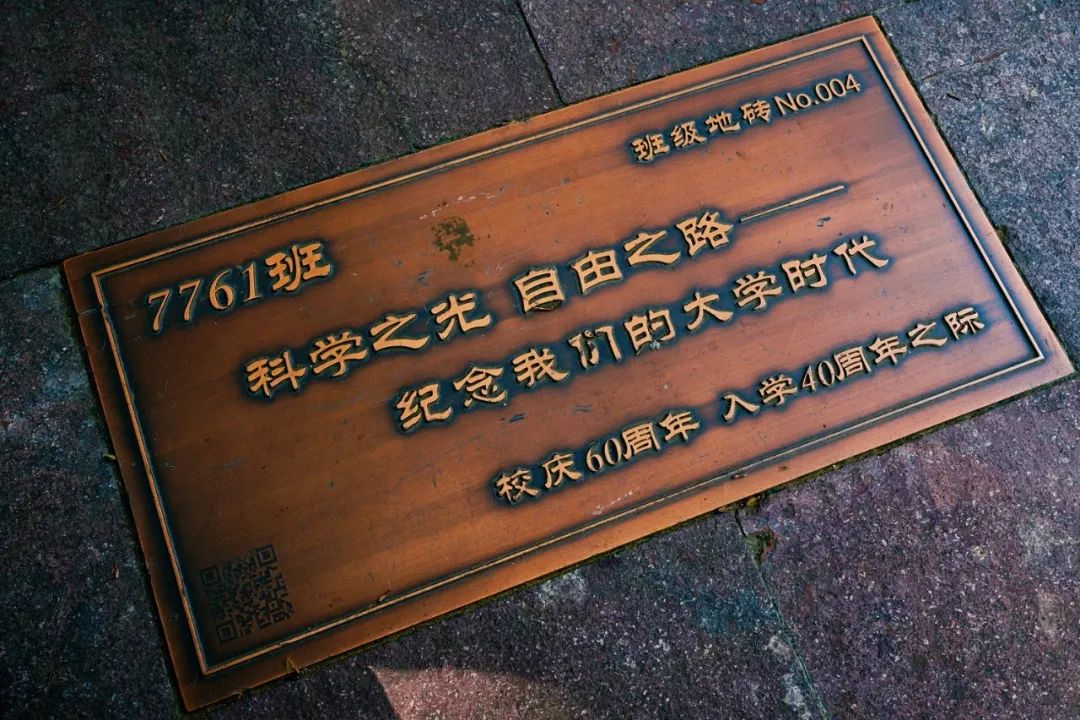 班级地砖No.004
7761班
科学之光 自由之路——
纪念我们的大学时代
校庆60周年 入学40周年之际